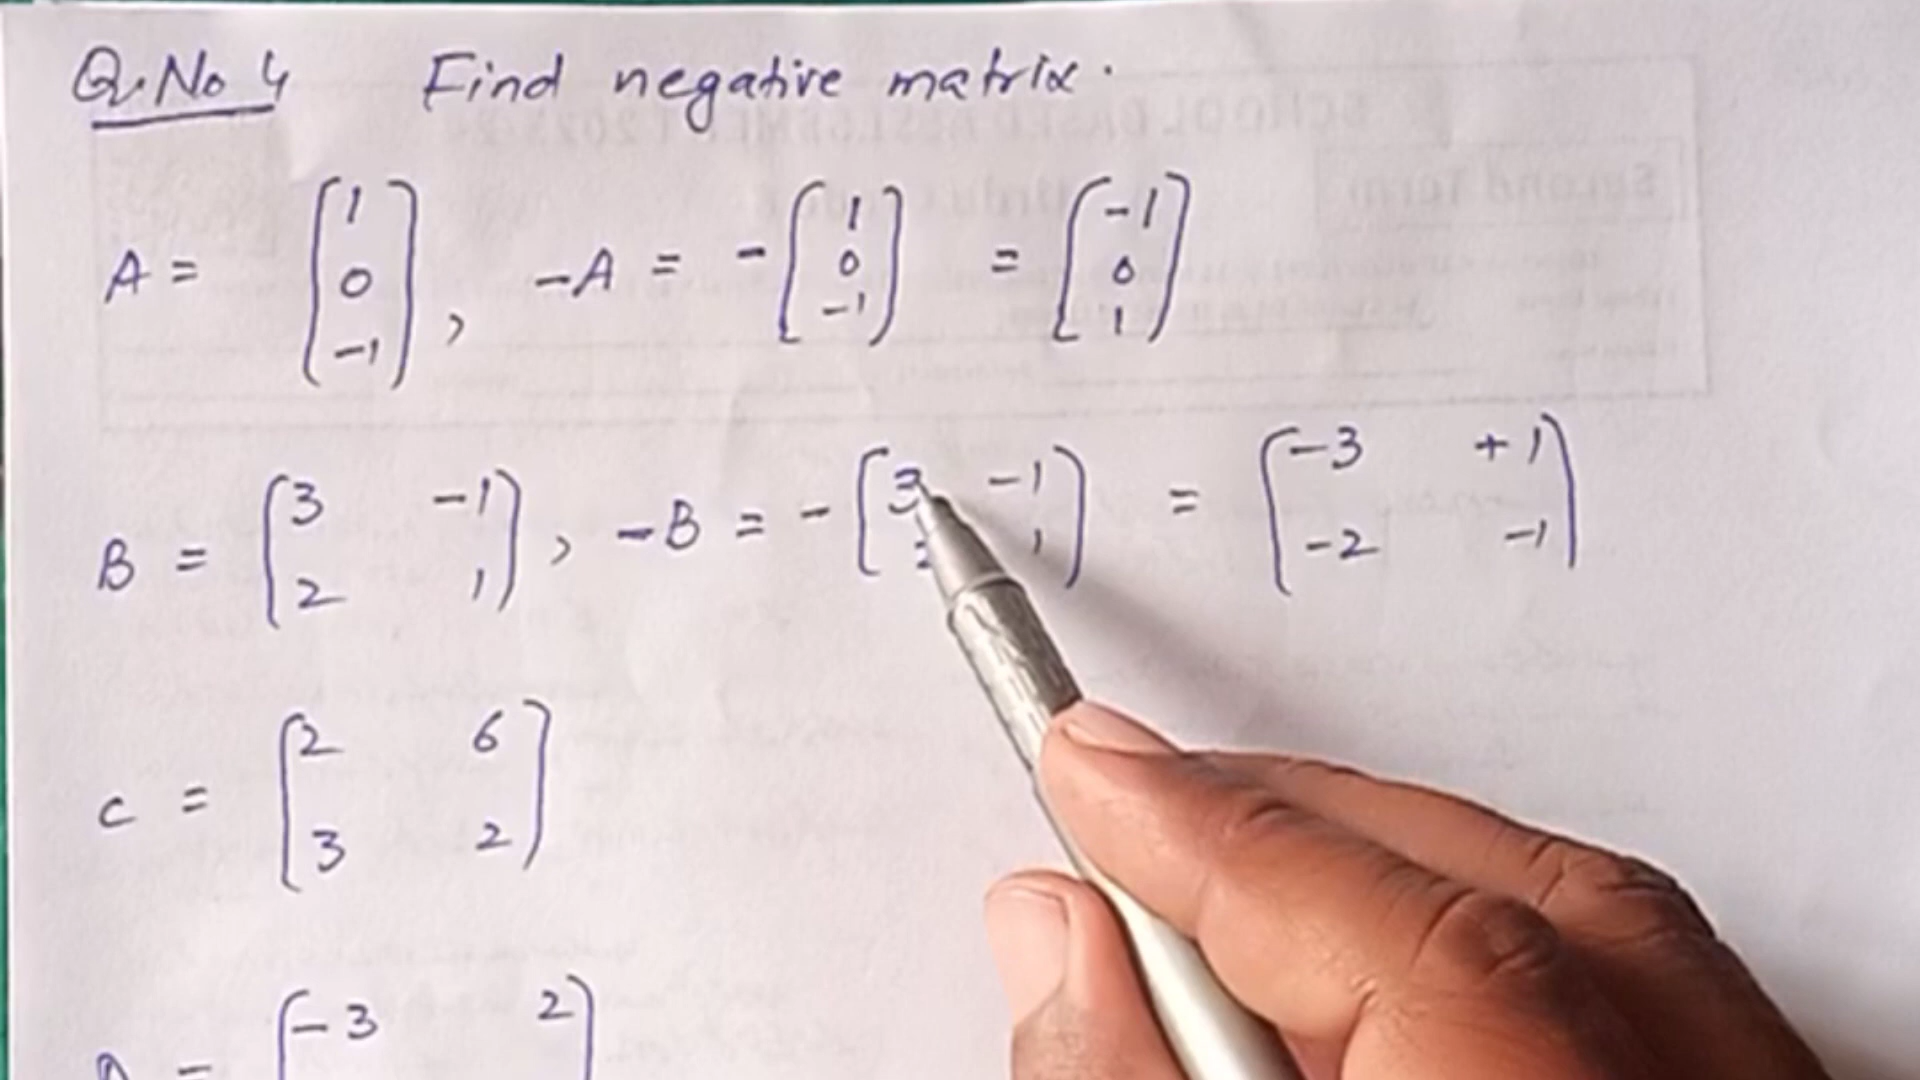 Q.No 4 Find negative matrix.
A = [1 0 -1], -A = -[1 0 -1] = [-1 0 1]
B = [3 -1 2 1], -B = -[3 -1 1] = [-3 +1 -2 -1]
C = [2 6 3 2]
= [-3 2